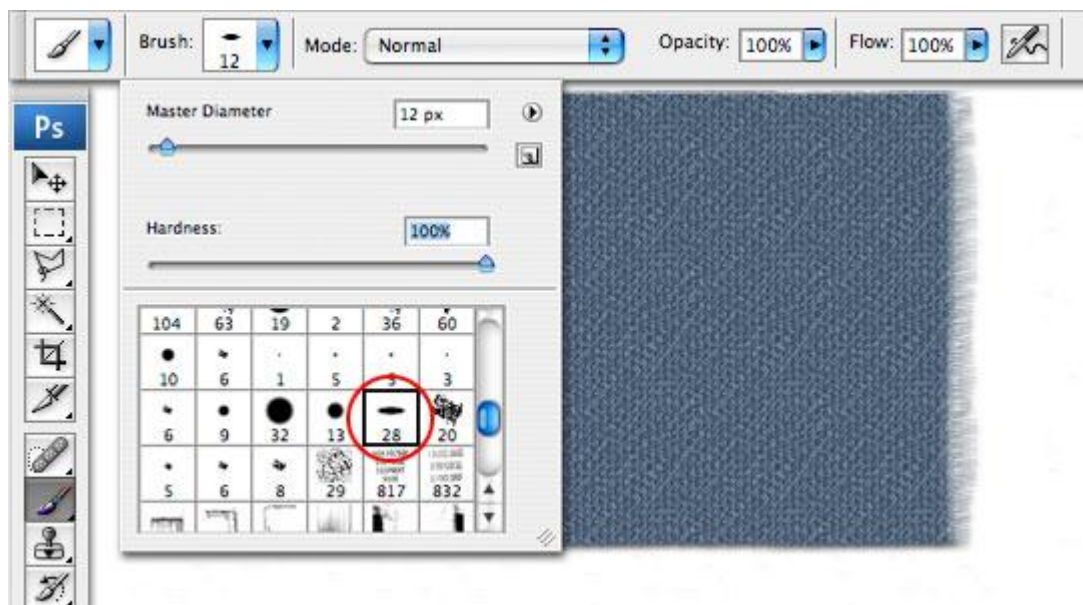 Brush: 12 Mode: Normal Opacity: 100% Flow: 100%
Master Diameter 12 px
Ps
Hardness: 100%
104 63 19 2 36 60
10 6 1 5 5 3
6 9 32 13 28 20
5 6 8 29 817 832